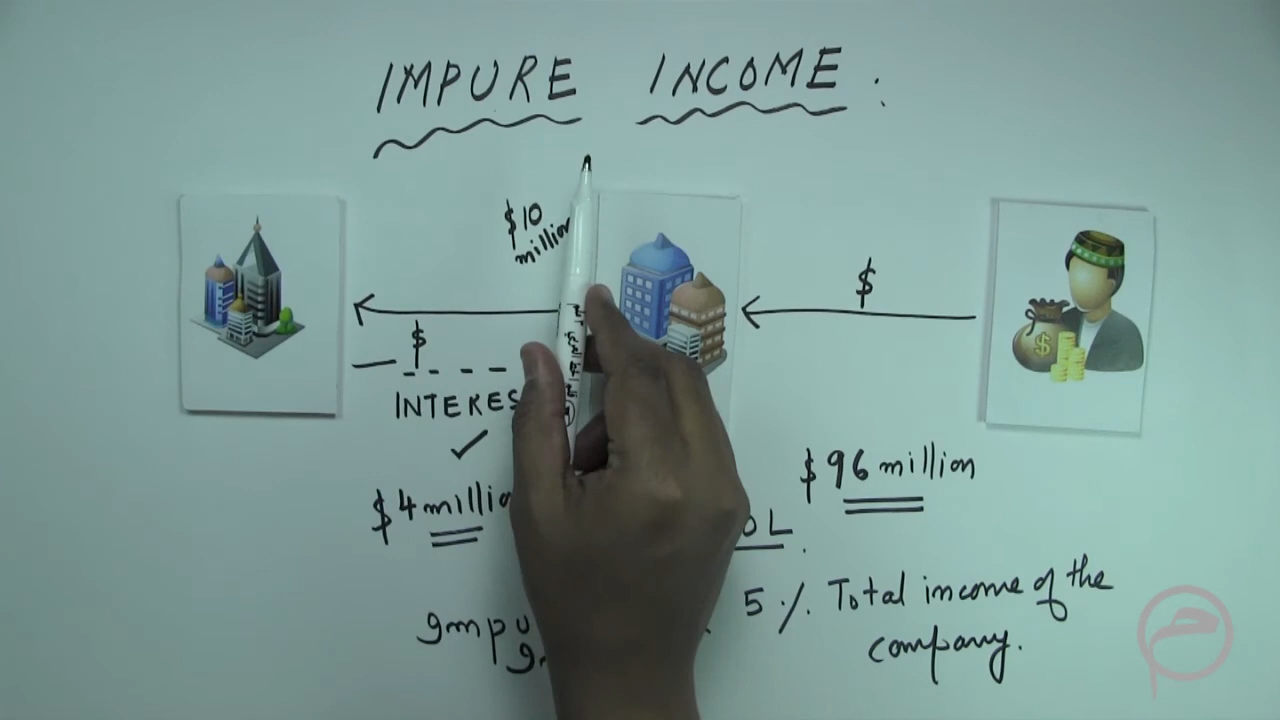 IMPURE INCOME.
$10
million
$
$
INTERES
$4 millio
$96 million
OL
5 %. Total income of the
company.